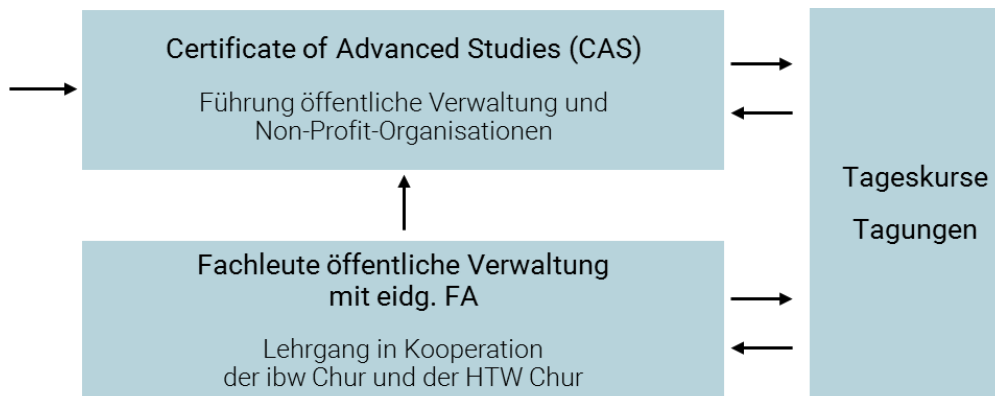 Certificate of Advanced Studies (CAS)
Führung öffentliche Verwaltung und
Non-Profit-Organisationen
Fachleute öffentliche Verwaltung
mit eidg. FA
Lehrgang in Kooperation
der ibw Chur und der HTW Chur
Tageskurse
Tagungen